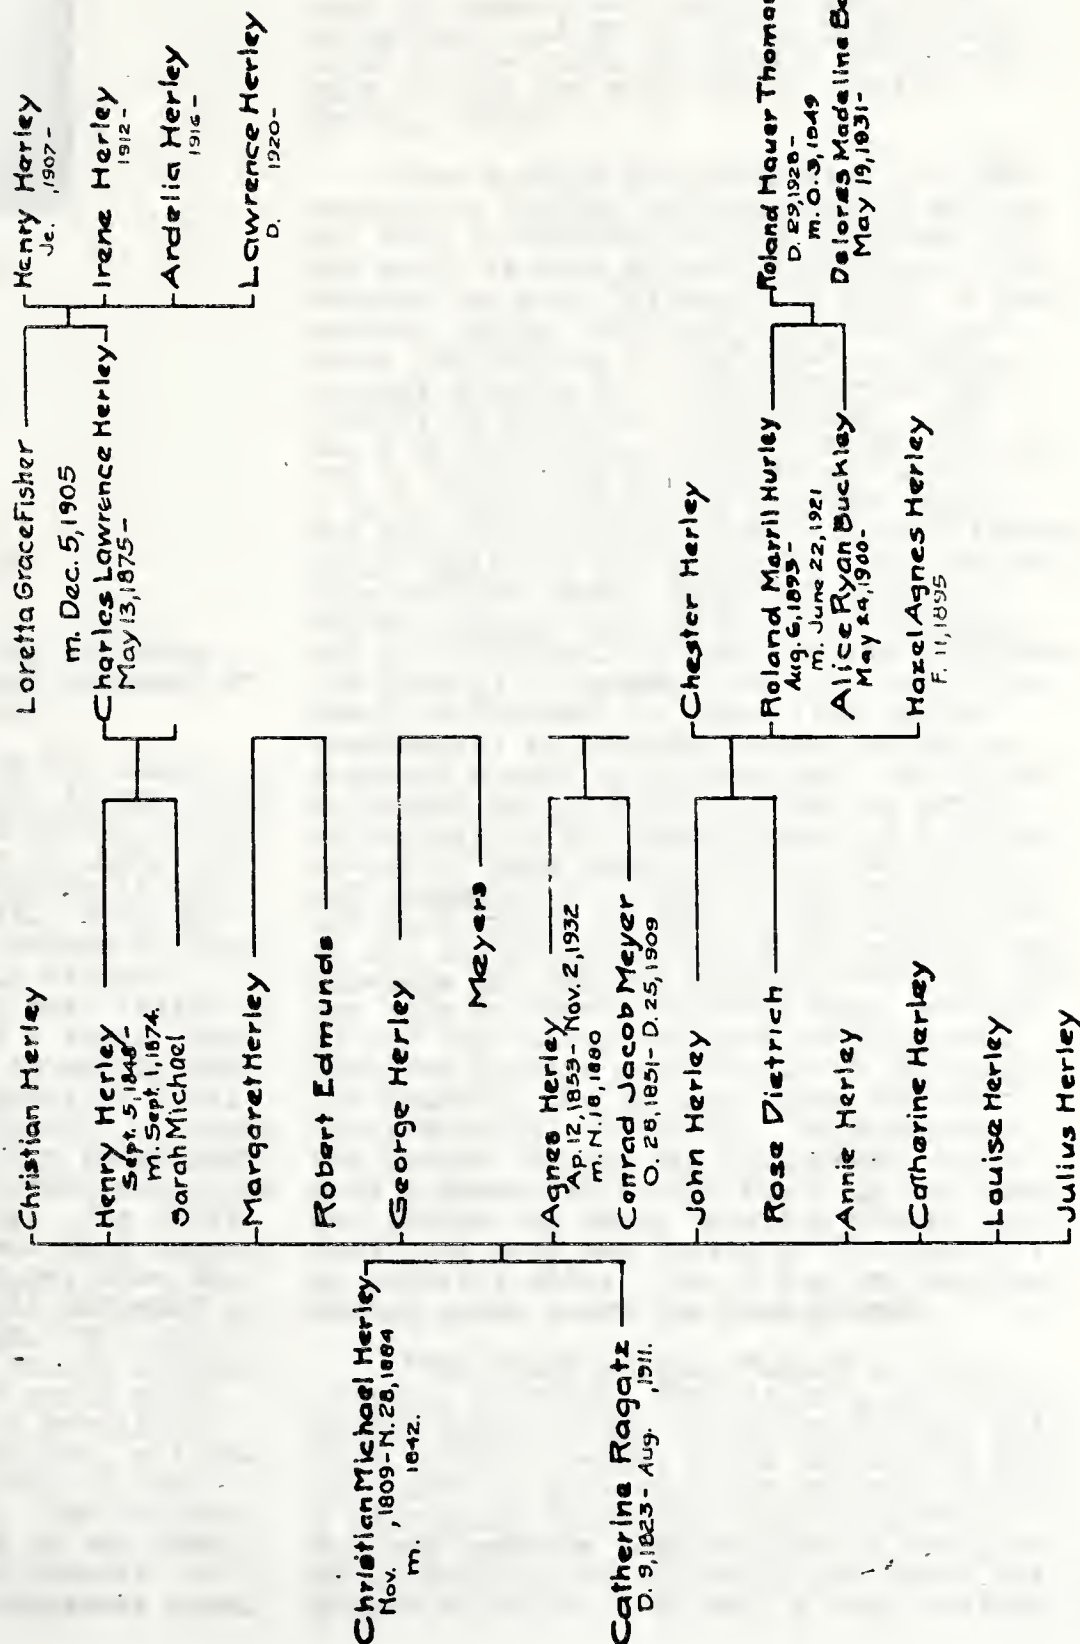 Christian Michael Herley
Nov. , 1809 - N. 28, 1884
m. 1842.
Catherine Ragatz
D. 9, 1823 - Aug. , 1911.
Christian Herley
Henry Herley
Sept. 5, 1848 -
m. Sept. 1, 1874.
Sarah Michael
Margaret Herley
Robert Edmunds
George Herley
Meyers
Agnes Herley
Ap. 12, 1853 - Nov. 2, 1932
m. N. 18, 1880
Conrad Jacob Meyer
O. 28, 1851 - D. 25, 1909
John Herley
Rose Dietrich
Annie Herley
Catherine Herley
Louise Herley
Julius Herley
Loretta Grace Fisher
m. Dec. 5, 1905
Charles Lawrence Herley
May 13, 1875 -
Chester Herley
Roland Merril Hurley
Aug. 6, 1893 -
m. June 22, 1921
Alice Ryan Buckley
May 24, 1900 -
Hazel Agnes Herley
F. 11, 1895
Henry Herley
Je. , 1907 -
Irene Herley
1912 -
Ardelia Herley
1916 -
Lawrence Herley
D. 1920 -
Roland Hauer Thomas
D. 29, 1928 -
m. O. 3, 1949
Delores Madeline
May 19, 1931 -